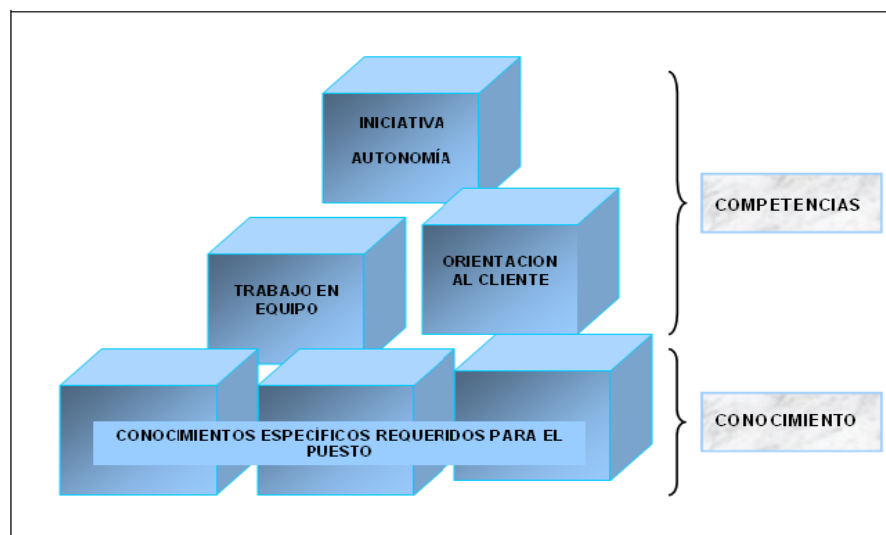 INICIATIVA
AUTONOMÍA
COMPETENCIAS
TRABAJO EN
EQUIPO
ORIENTACION
AL CLIENTE
CONOCIMIENTOS ESPECÍFICOS REQUERIDOS PARA EL
PUESTO
CONOCIMIENTO